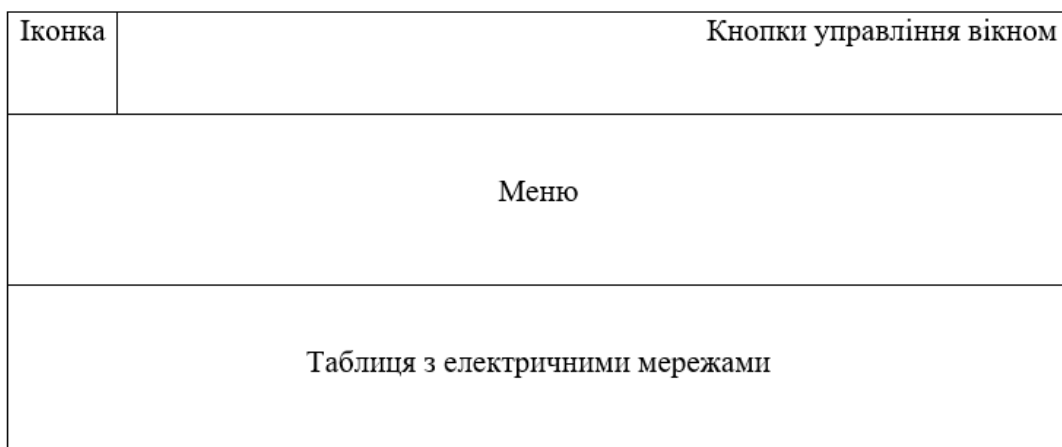 Іконка
Кнопки управління вікном
Меню
Таблиця з електричними мережами